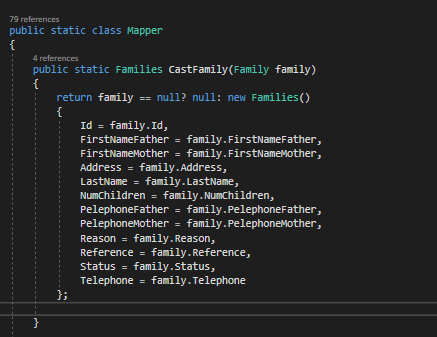 79 references
public static class Mapper
{
4 references
public static Families CastFamily(Family family)
{
return family == null? null: new Families()
{
Id = family.Id,
FirstNameFather = family.FirstNameFather,
FirstNameMother = family.FirstNameMother,
Address = family.Address,
LastName = family.LastName,
NumChildren = family.NumChildren,
PelephoneFather = family.PelephoneFather,
PelephoneMother = family.PelephoneMother,
Reason = family.Reason,
Reference = family.Reference,
Status = family.Status,
Telephone = family.Telephone
};
}